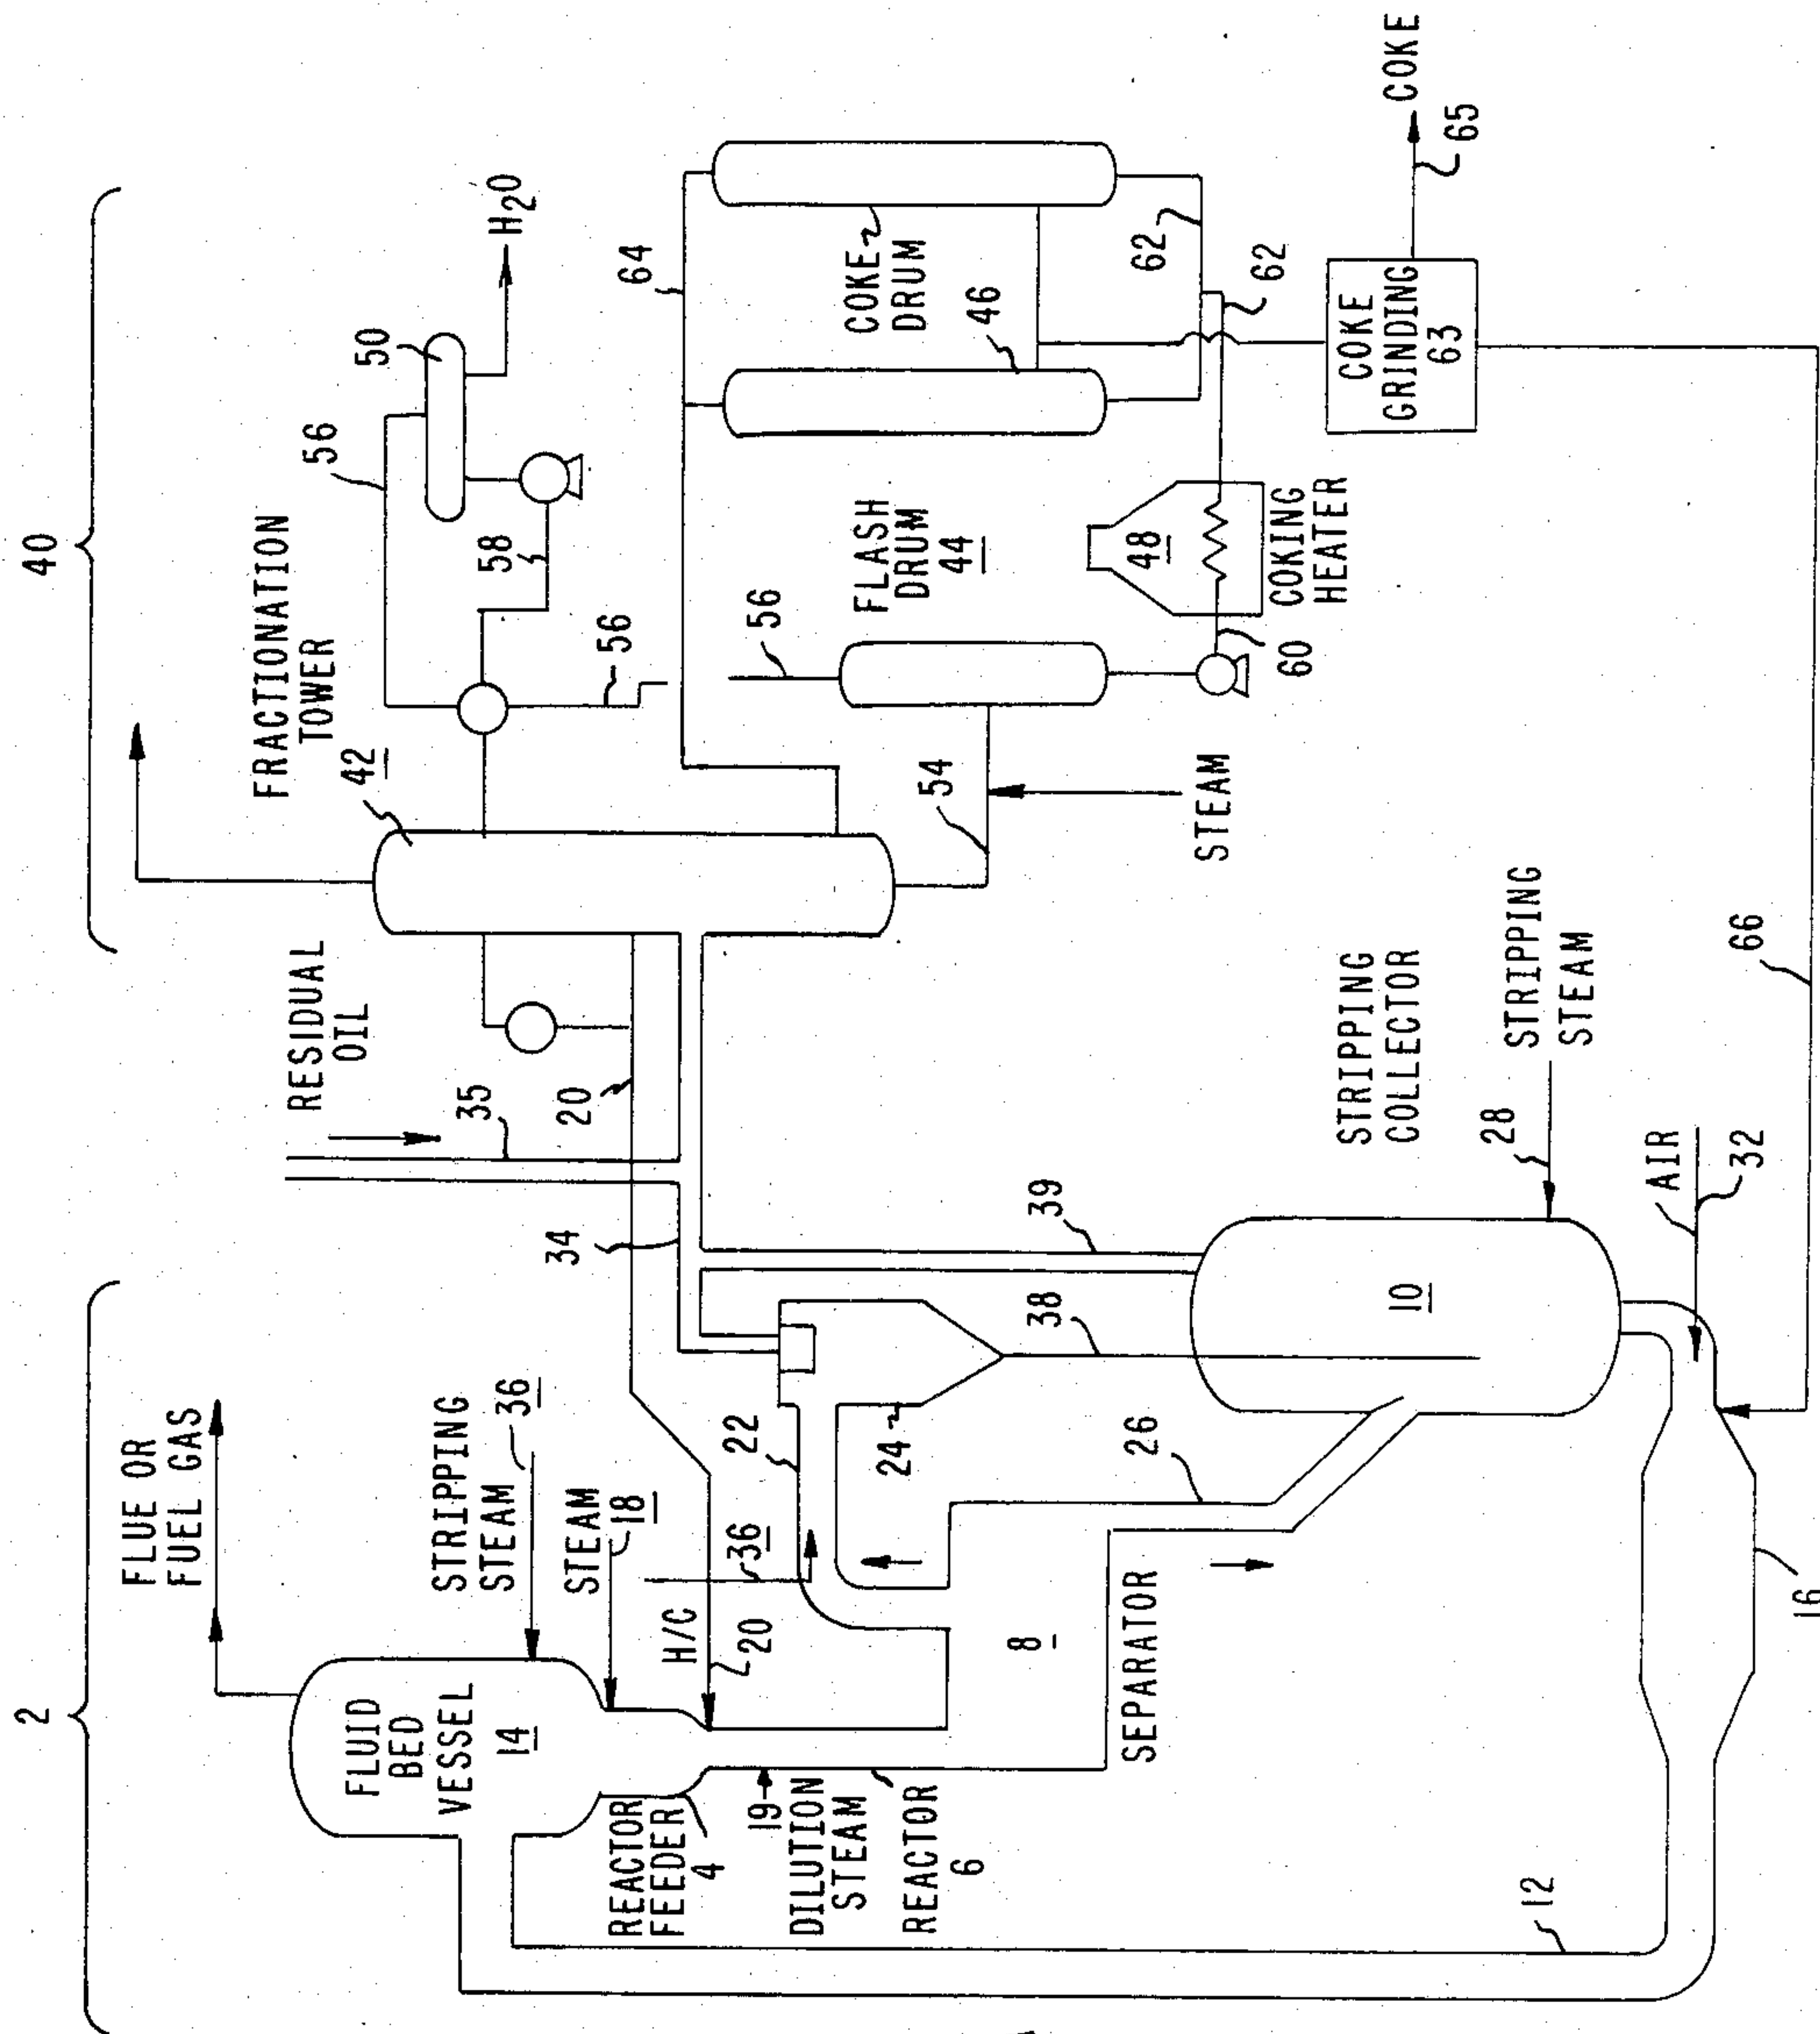 2
40
FLUE OR
FUEL GAS
RESIDUAL
OIL
FRACTIONATION
TOWER
42
56
50
H2O
STRIPPING
STEAM
36
35
58
FLUID
BED
VESSEL
14
STEAM
18
20
56
64
34
H/C
36
20
22
REACTOR
FEEDER
4
56
19
DILUTION
STEAM
REACTOR
6
24
FLASH
DRUM
44
COKE
DRUM
46
54
8
SEPARATOR
26
38
39
STEAM
48
COKING
HEATER
60
62
62
10
STRIPPING
COLLECTOR
28
STRIPPING
STEAM
COKE
GRINDING
63
COKE
65
12
16
AIR
32
66